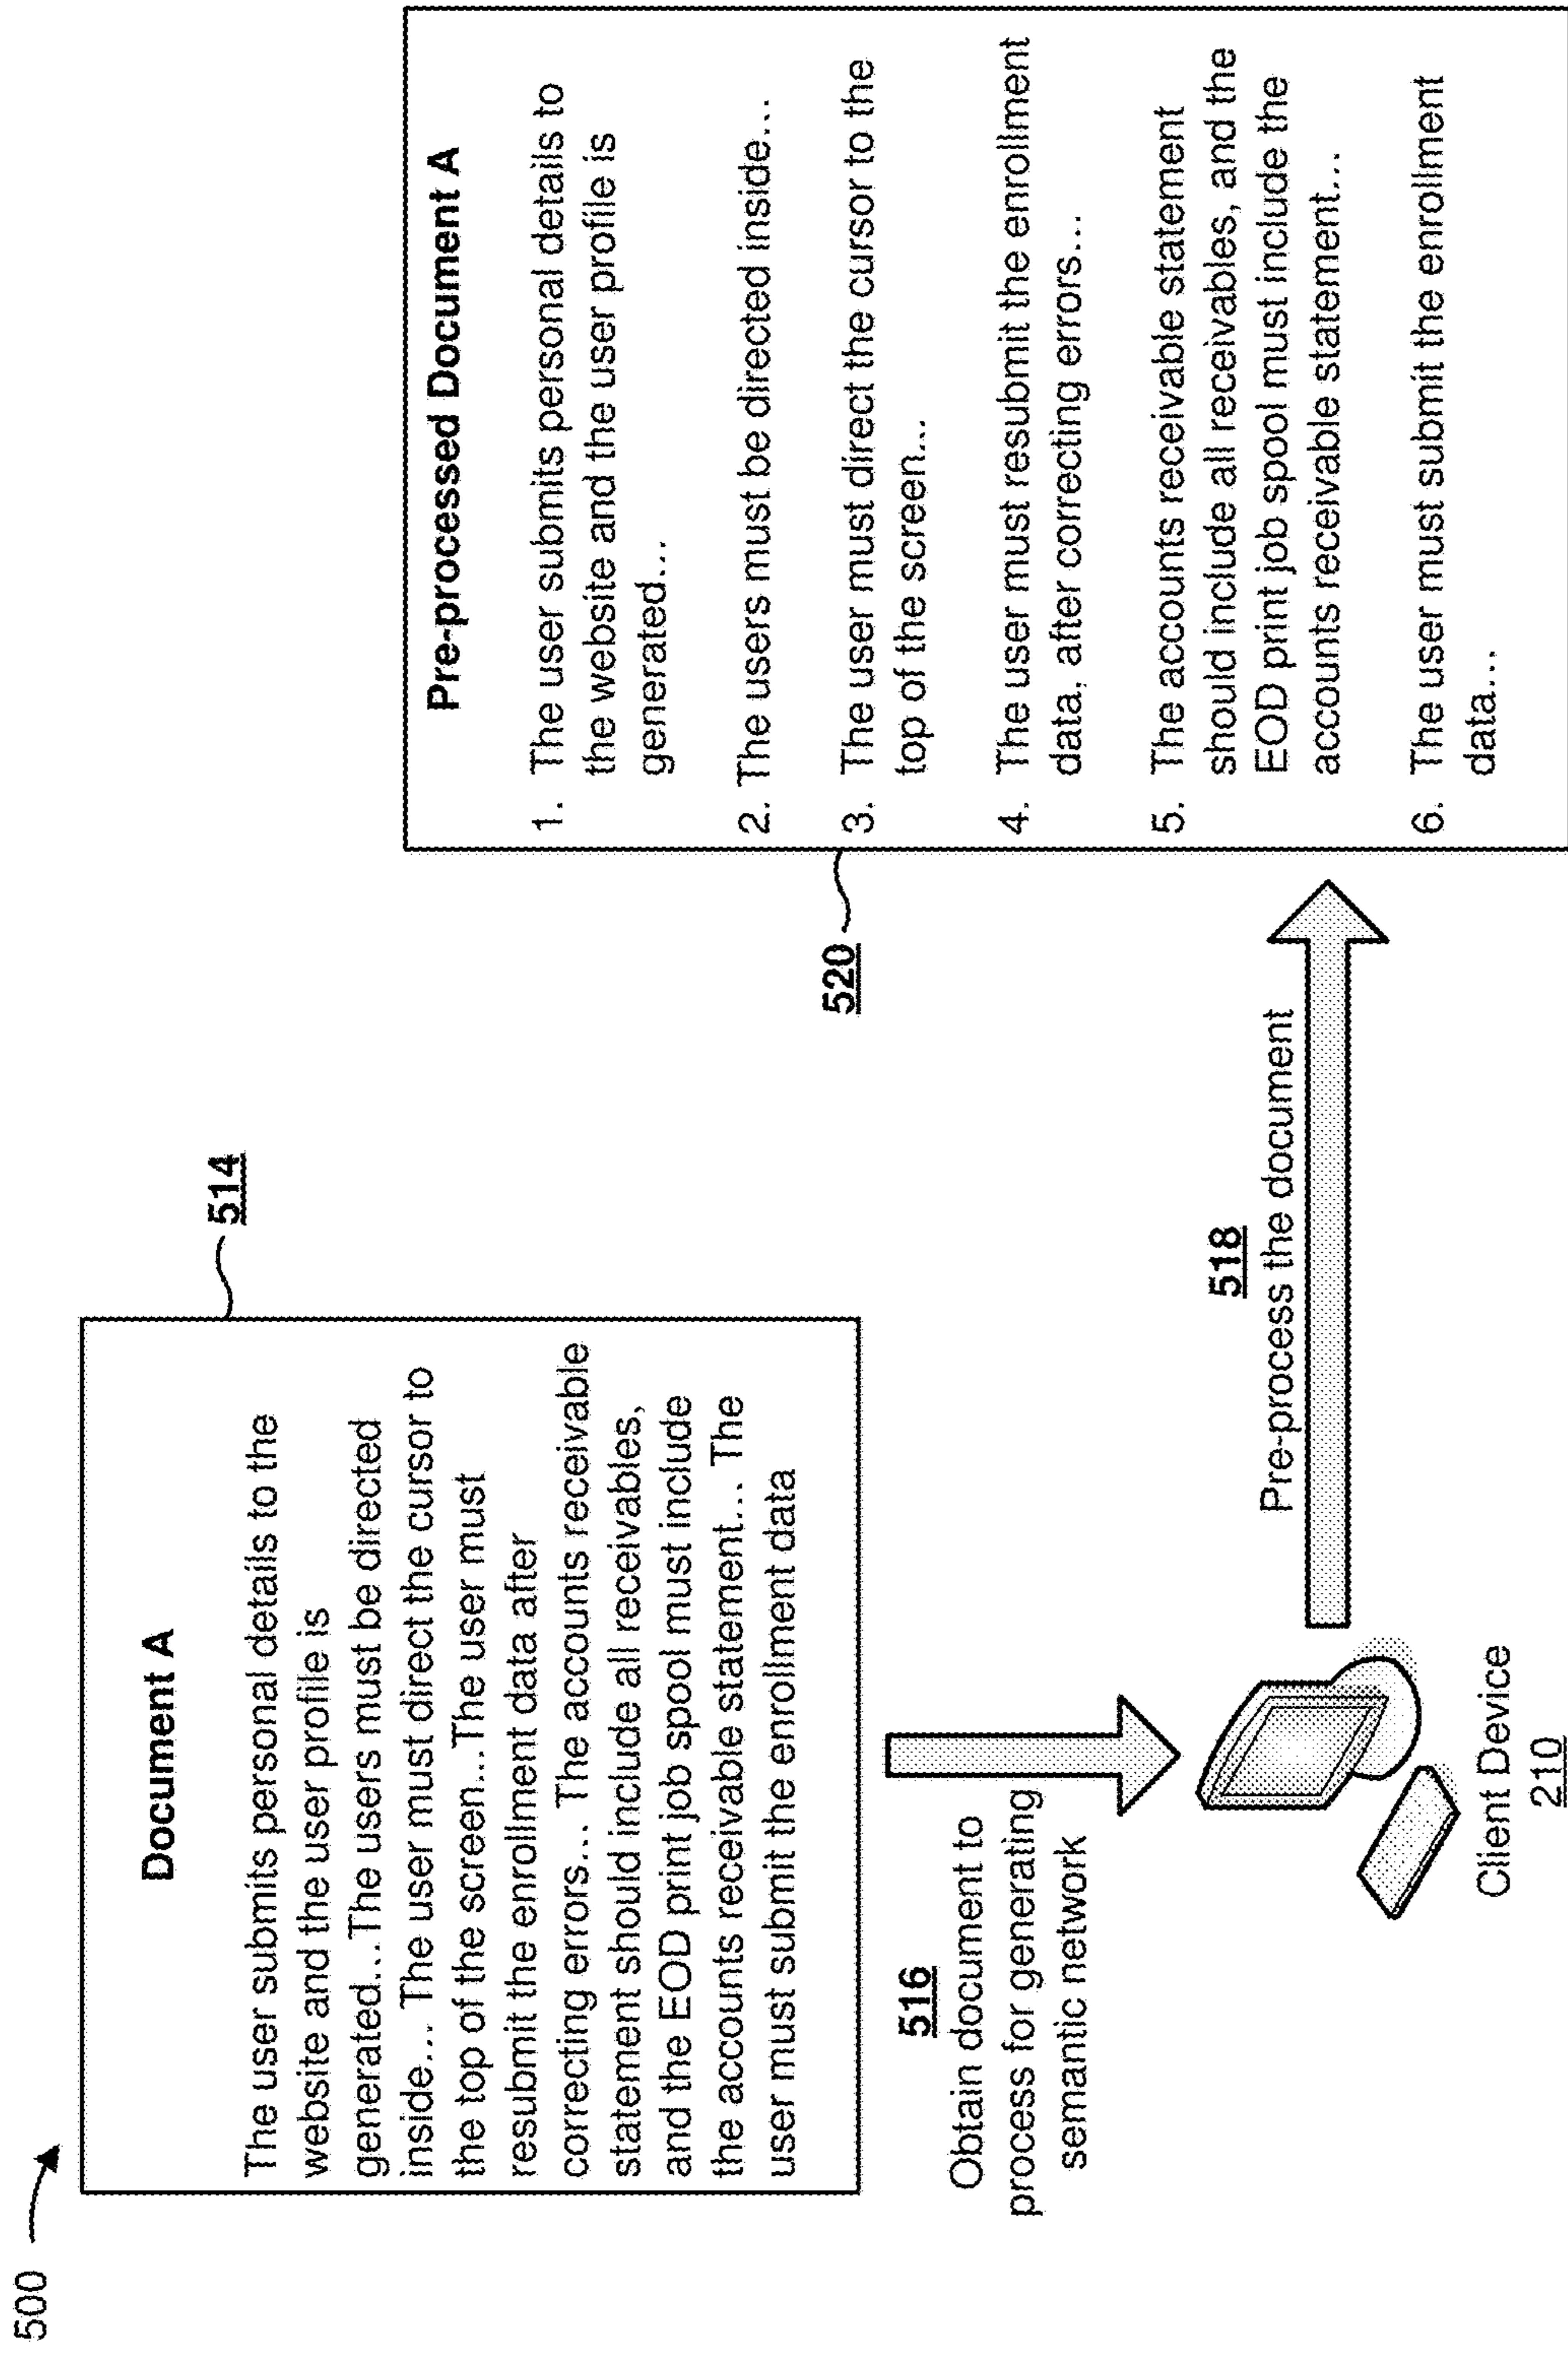 500
Document A
The user submits personal details to the
website and the user profile is
generated...The users must be directed
inside... The user must direct the cursor to
the top of the screen...The user must
resubmit the enrollment data after
correcting errors... The accounts receivable
statement should include all receivables,
and the EOD print job spool must include
the accounts receivable statement... The
user must submit the enrollment data
514
516
Obtain document to
process for generating
semantic network
Client Device
210
518
Pre-process the document
520
Pre-processed Document A
1. The user submits personal details to
the website and the user profile is
generated...
2. The users must be directed inside...
3. The user must direct the cursor to the
top of the screen...
4. The user must resubmit the enrollment
data, after correcting errors...
5. The accounts receivable statement
should include all receivables, and the
EOD print job spool must include the
accounts receivable statement...
6. The user must submit the enrollment
data...